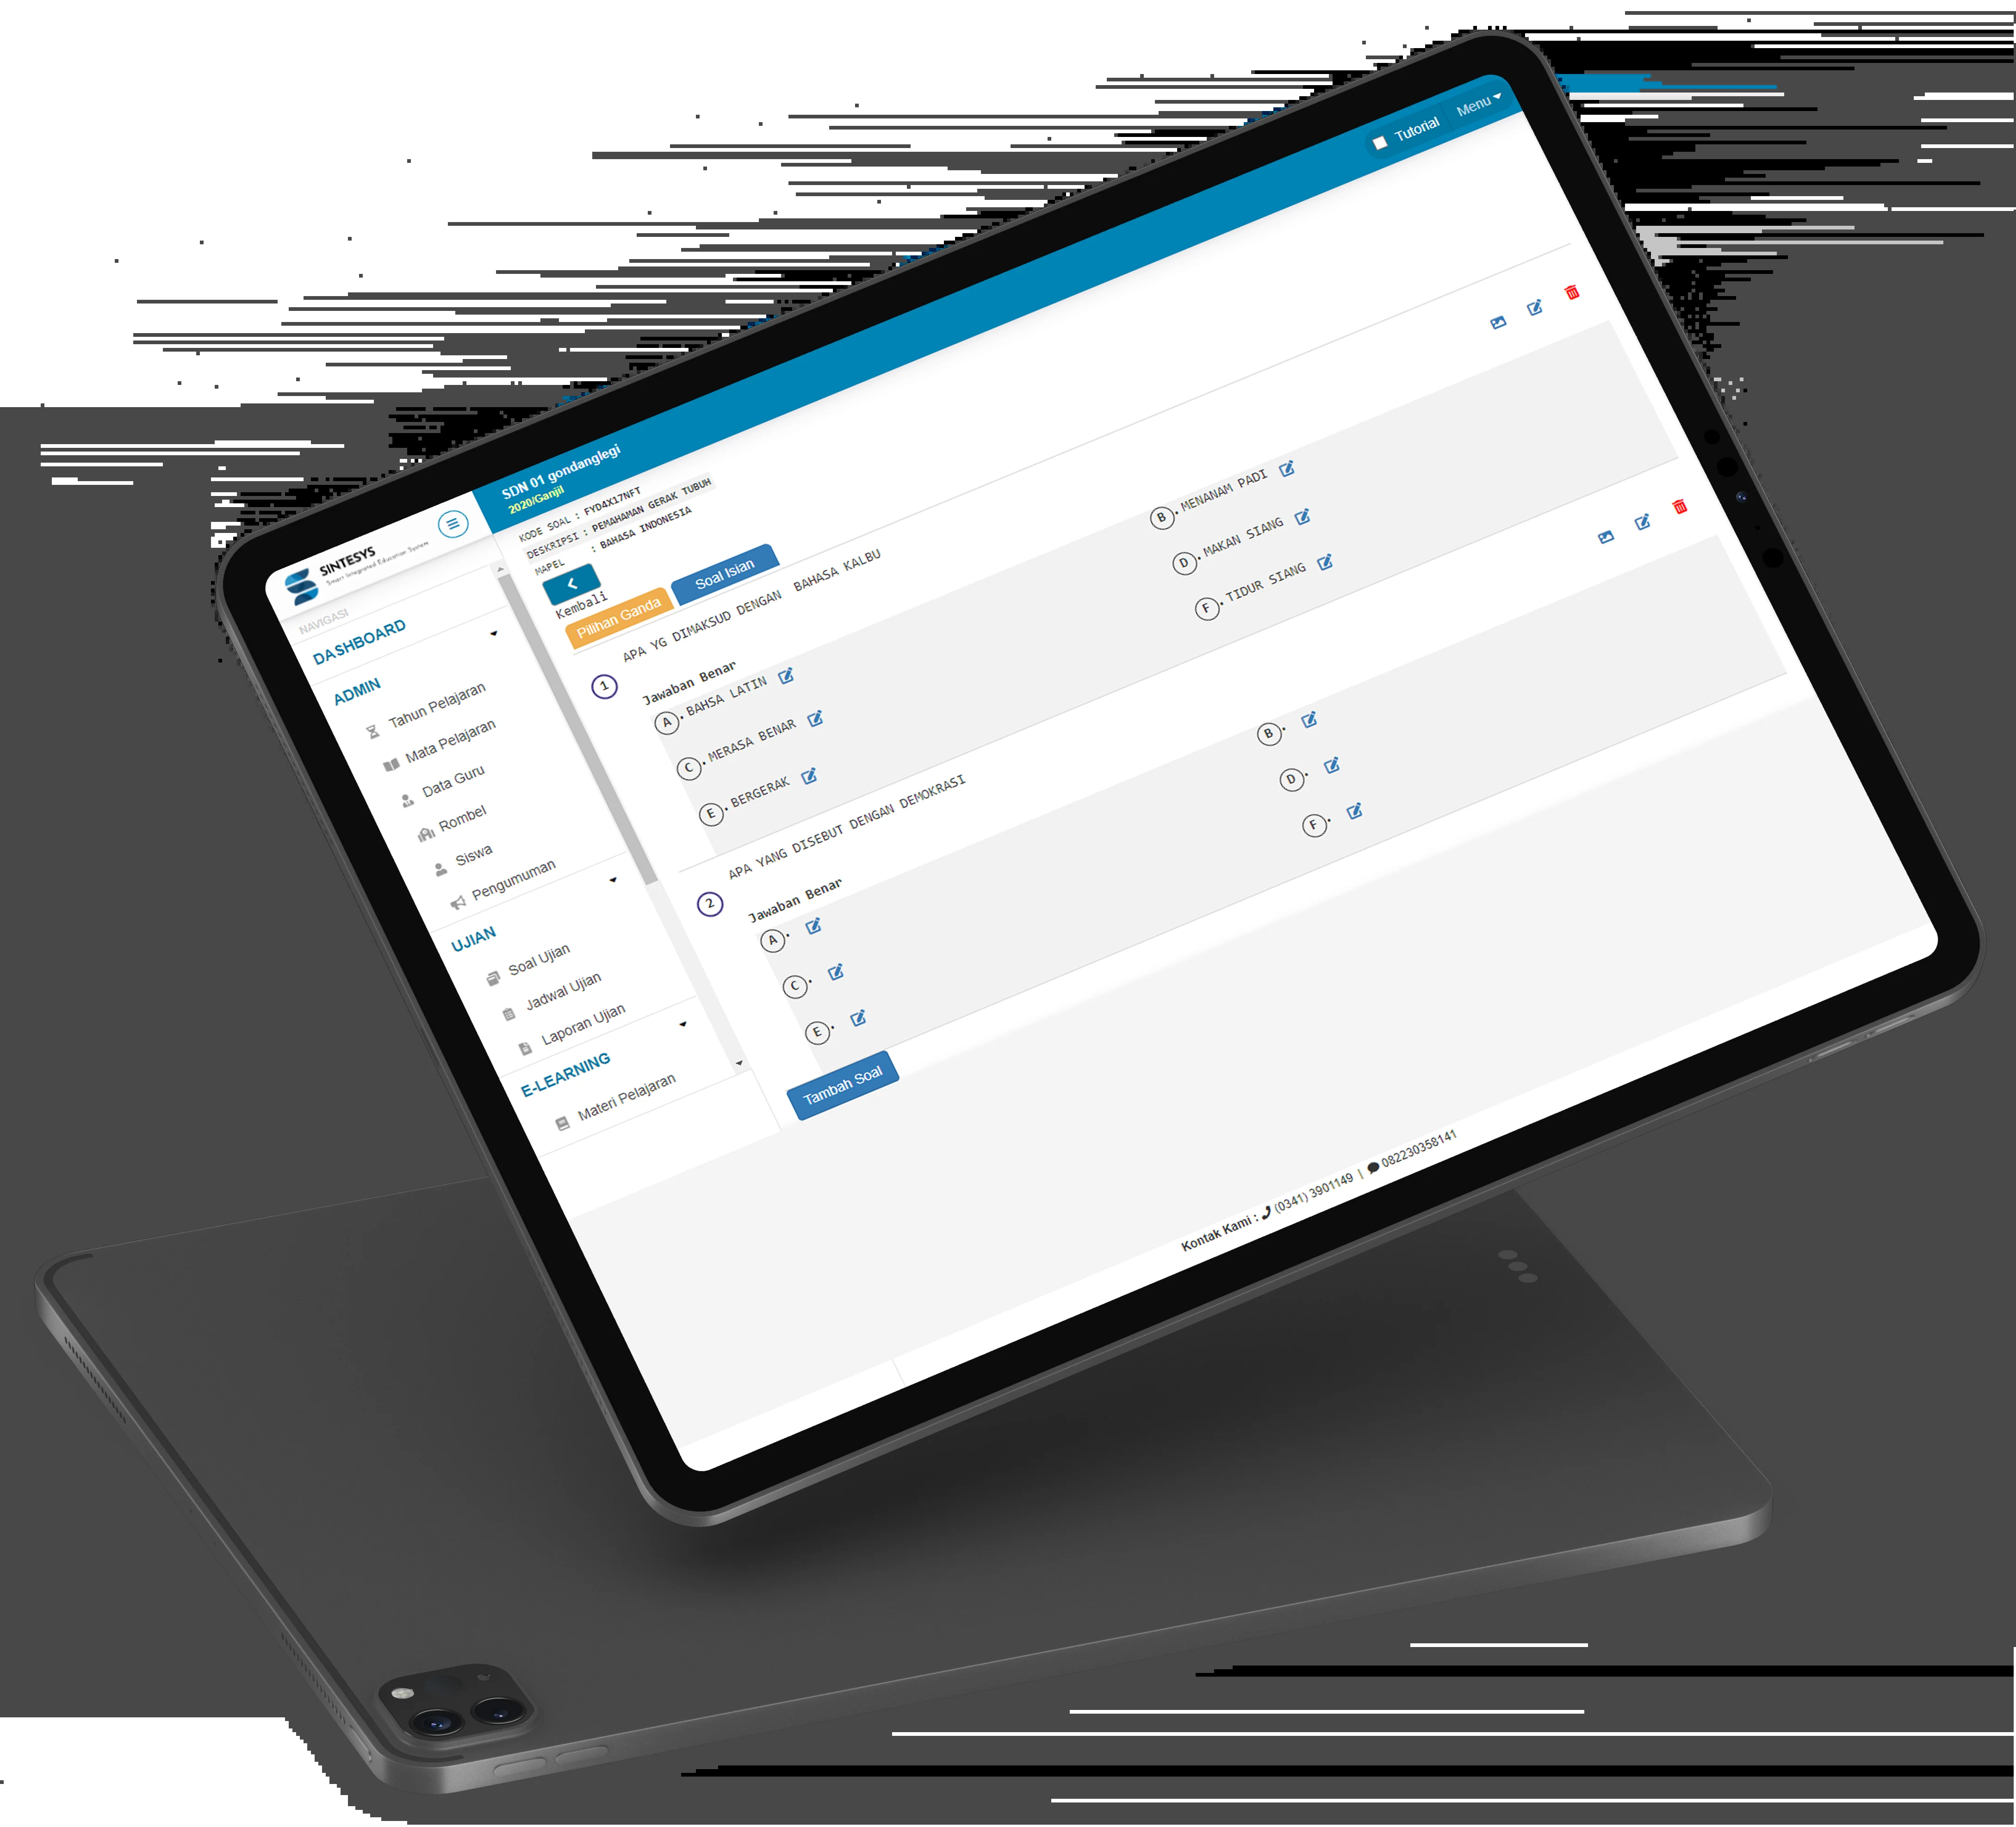 Tutorial Menu
SDN 01 gondanglegi
2020/Ganjil
SINTESYS
Smart Integrated Education System
NAVIGASI
DASHBOARD
ADMIN
Tahun Pelajaran
Mata Pelajaran
Data Guru
Rombel
Siswa
Pengumuman
UJIAN
Soal Ujian
Jadwal Ujian
Laporan Ujian
E-LEARNING
Materi Pelajaran
KODE SOAL : FYD4X17NFT
DESKRIPSI : PEMAHAMAN GERAK TUBUH
MAPEL : BAHASA INDONESIA
Kembali
Pilihan Ganda Soal Isian
1 APA YG DIMAKSUD DENGAN BAHASA KALBU
Jawaban Benar
A. BAHSA LATIN B. MENANAM PADI
C. MERASA BENAR D. MAKAN SIANG
E. BERGERAK F. TIDUR SIANG
2 APA YANG DISEBUT DENGAN DEMOKRASI
Jawaban Benar
A. B.
C. D.
E. F.
Tambah Soal
Kontak Kami : (0341) 3901149 | 082230358141